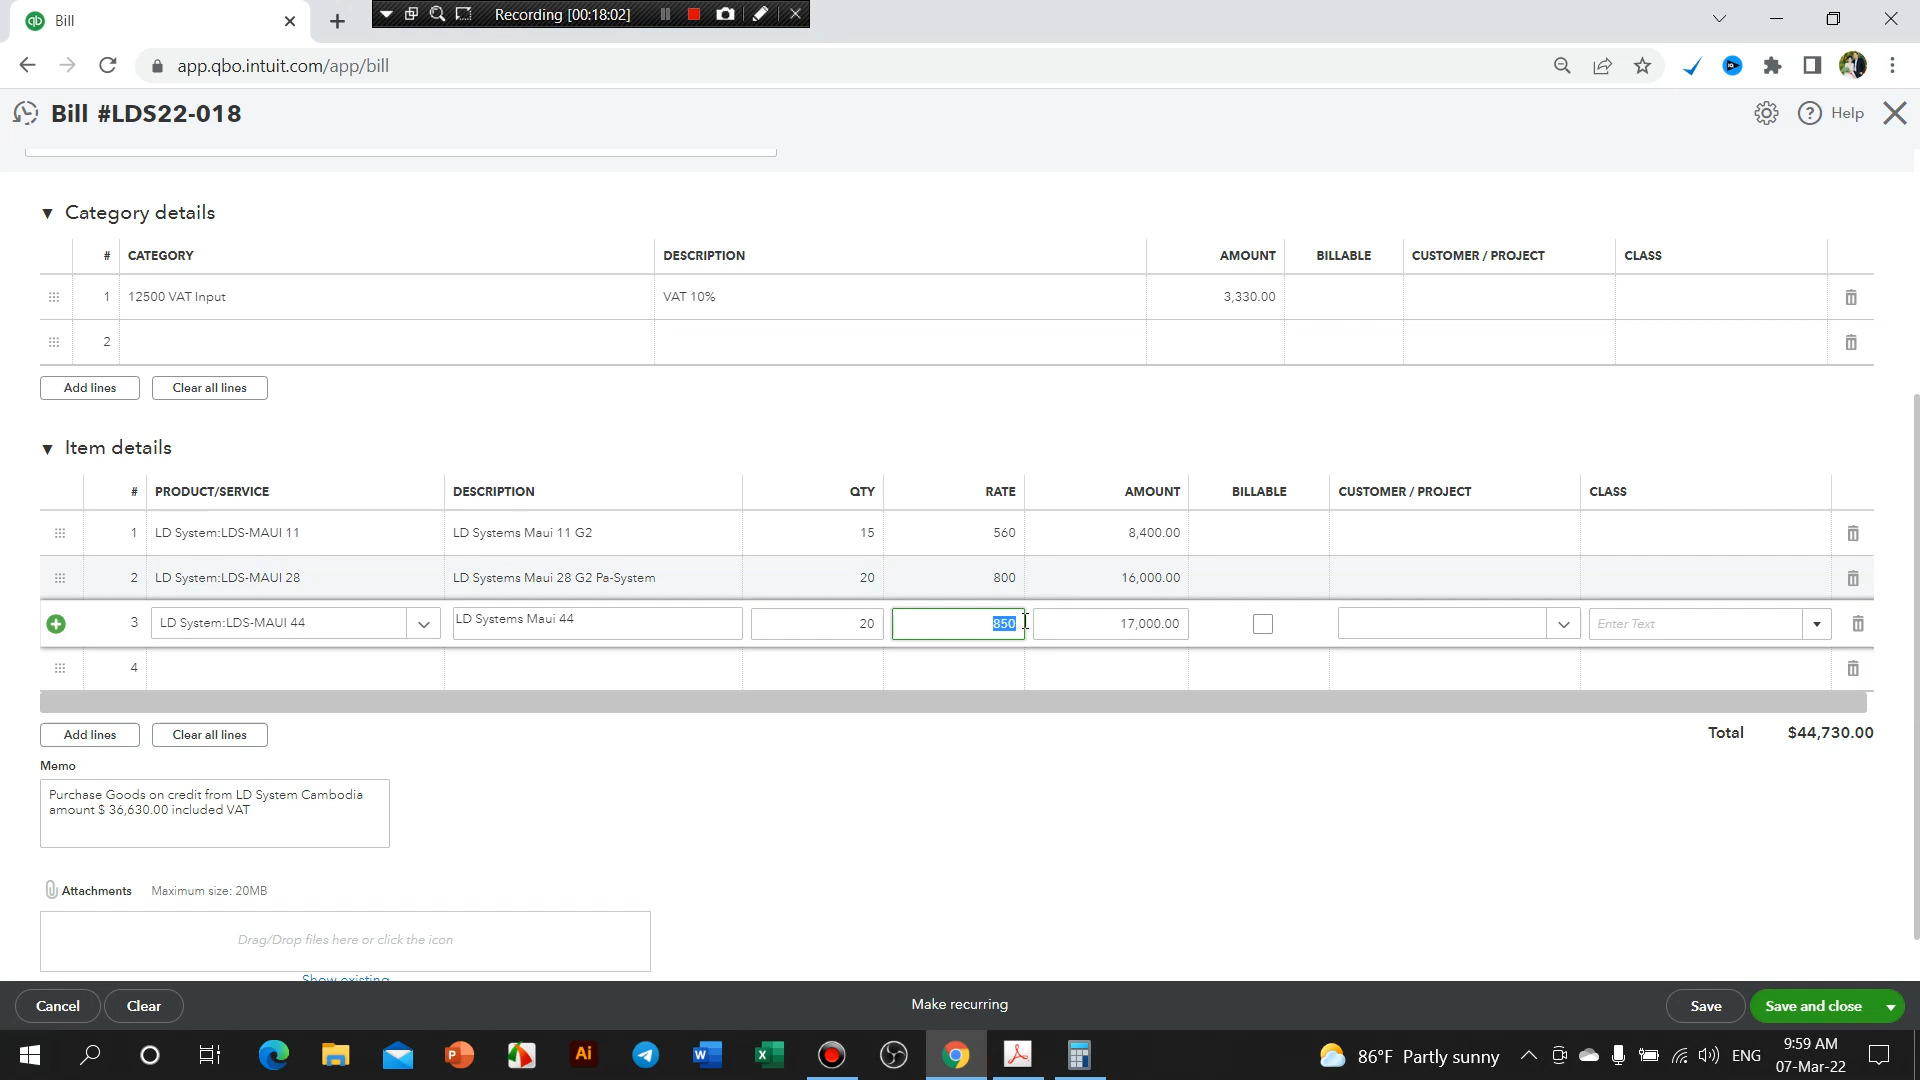 Bill
Recording [00:18:02]
app.qbo.intuit.com/app/bill
Bill #LDS22-018
Help
Category details
# CATEGORY DESCRIPTION AMOUNT BILLABLE CUSTOMER / PROJECT CLASS
1 12500 VAT Input VAT 10% 3,330.00
2
Add lines Clear all lines
Item details
# PRODUCT/SERVICE DESCRIPTION QTY RATE AMOUNT BILLABLE CUSTOMER / PROJECT CLASS
1 LD System:LDS-MAUI 11 LD Systems Maui 11 G2 15 560 8,400.00
2 LD System:LDS-MAUI 28 LD Systems Maui 28 G2 Pa-System 20 800 16,000.00
3 LD System:LDS-MAUI 44 LD Systems Maui 44 20 850 17,000.00 Enter Text
4
Add lines Clear all lines Total $44,730.00
Memo
Purchase Goods on credit from LD System Cambodia
amount $ 36,630.00 included VAT
Attachments Maximum size: 20MB
Drag/Drop files here or click the icon
Show existing
Cancel Clear Make recurring Save Save and close
86°F Partly sunny ENG 9:59 AM
07-Mar-22